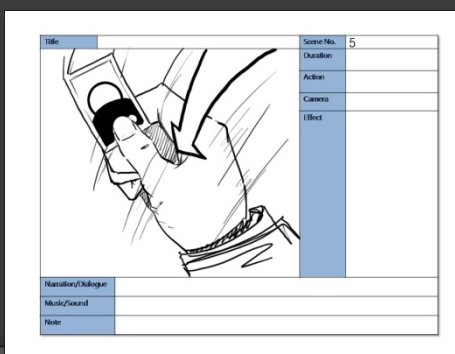 Title
Scene No. 5
Duration
Action
Camera
Effect
Narration/Dialogue
Music/Sound
Note